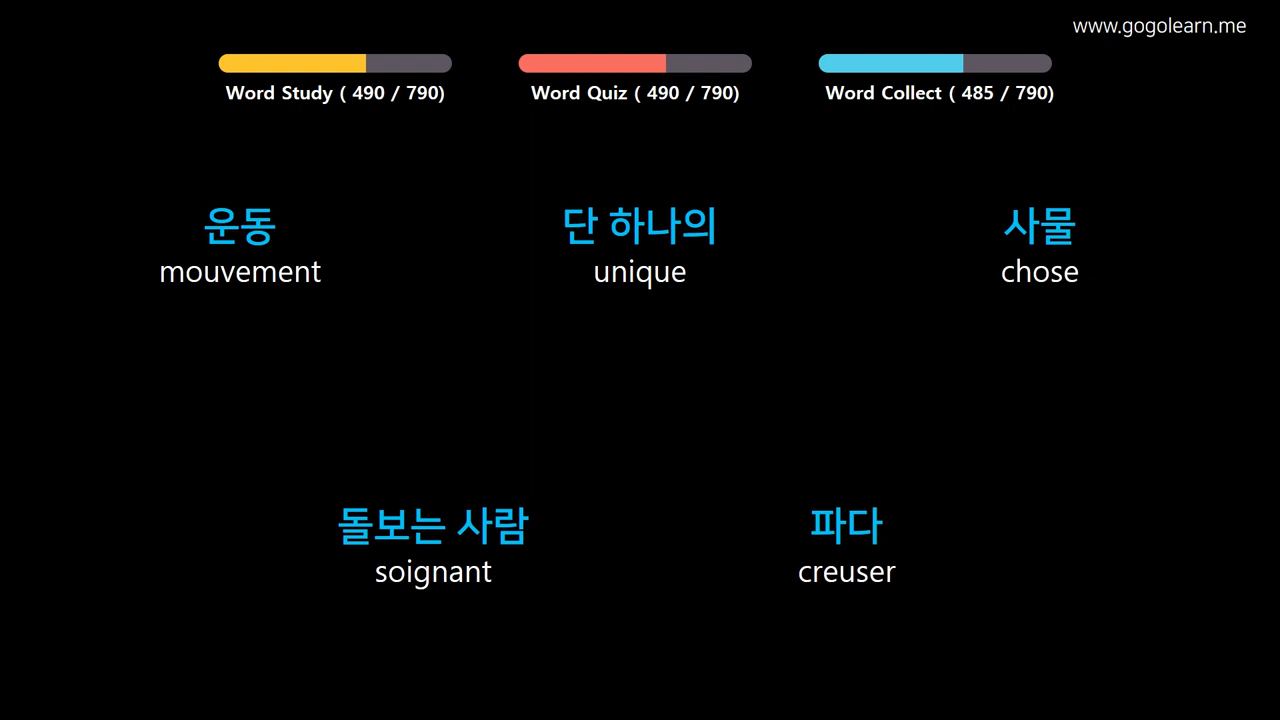 www.gogolearn.me
Word Study ( 490 / 790)
Word Quiz ( 490 / 790)
Word Collect ( 485 / 790)
운동
mouvement
단 하나의
unique
사물
chose
돌보는 사람
soignant
파다
creuser